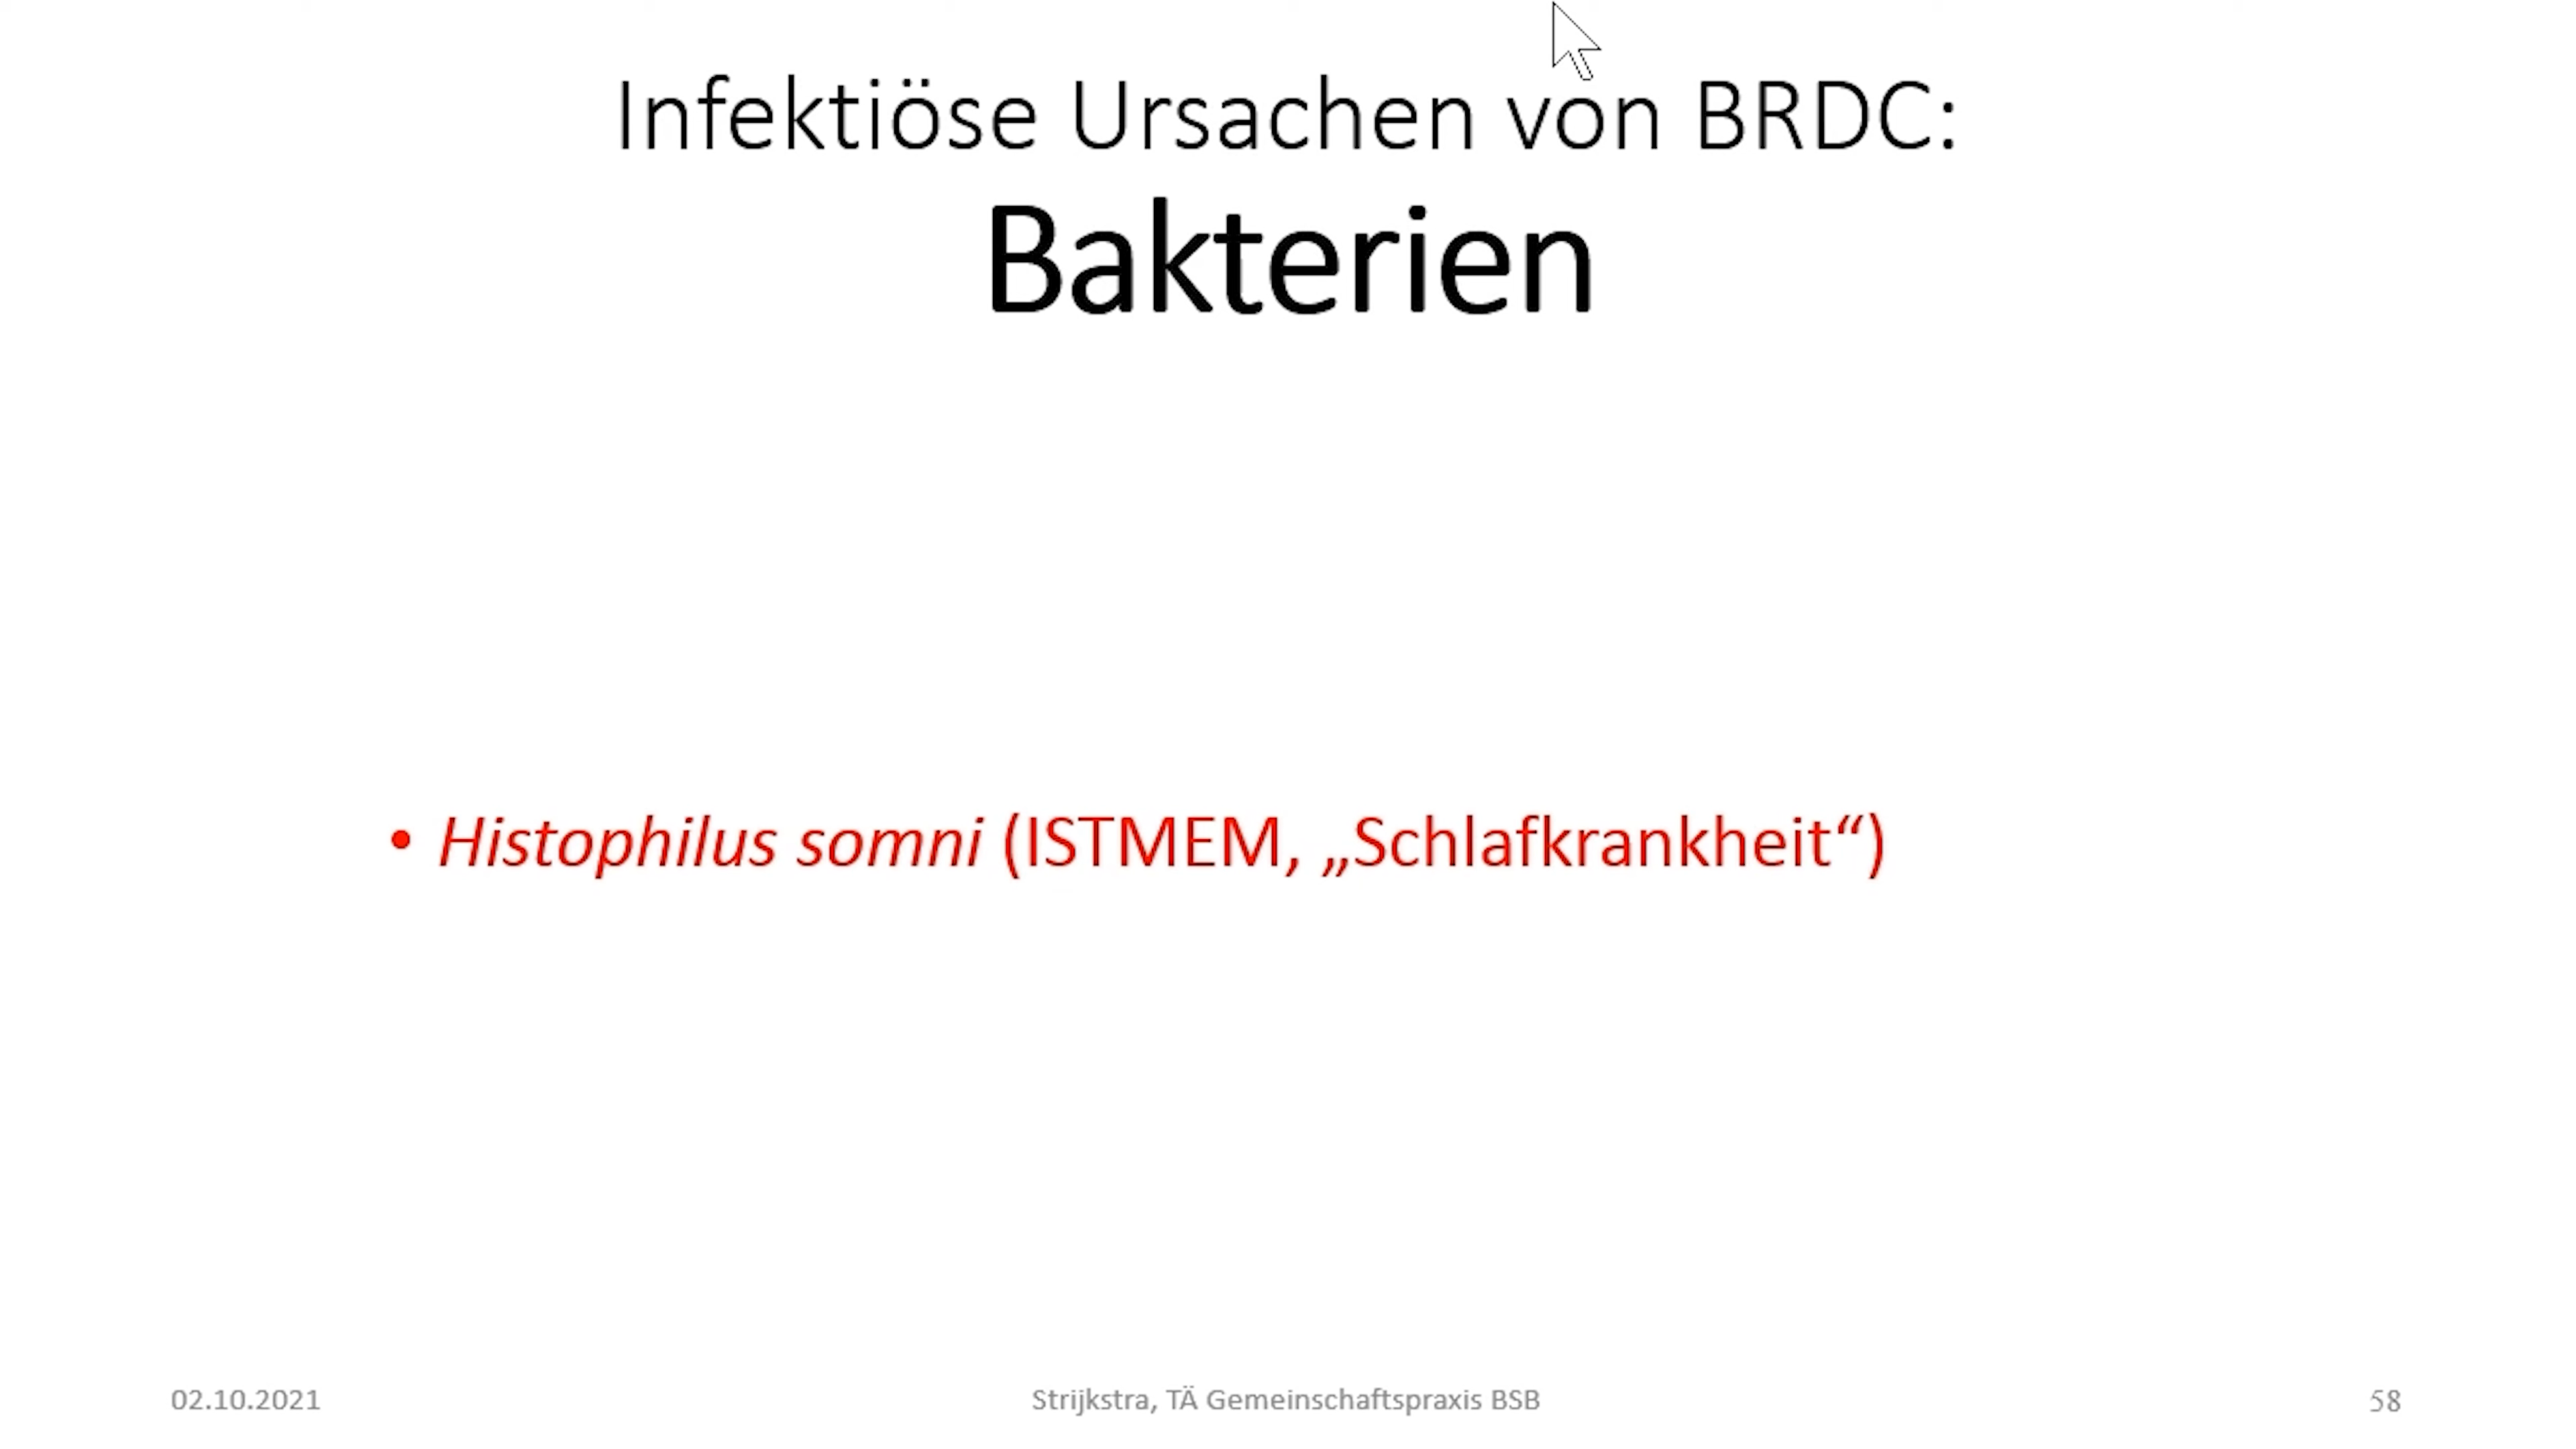 Infektiöse Ursachen von BRDC:
Bakterien
• Histophilus somni (ISTMEM, „Schlafkrankheit“)
02.10.2021
Strijkstra, TÄ Gemeinschaftspraxis BSB
58